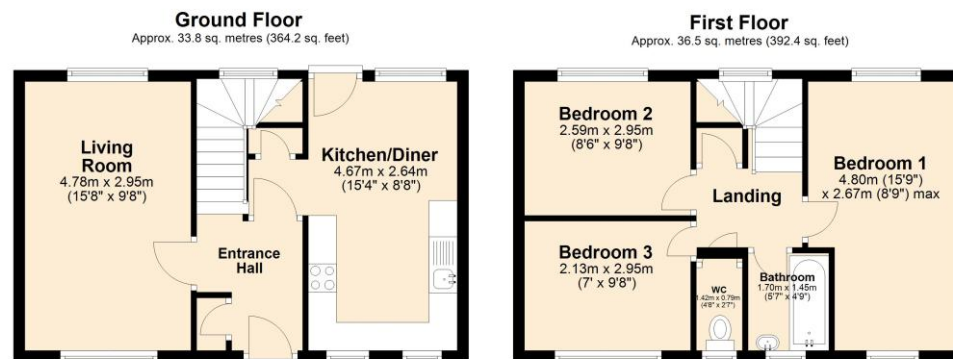 Ground Floor
Approx. 33.8 sq. metres (364.2 sq. feet)
Living
Room
4.78m x 2.95m
(15'8" x 9'8")
Kitchen/Diner
4.67m x 2.64m
(15'4" x 8'8")
Entrance
Hall
First Floor
Approx. 36.5 sq. metres (392.4 sq. feet)
Bedroom 2
2.59m x 2.95m
(8'6" x 9'8")
Bedroom 1
4.80m (15'9")
x 2.67m (8'9") max
Landing
Bedroom 3
2.13m x 2.95m
(7' x 9'8")
WC
1.42m x 0.79m
(4'8" x 2'7")
Bathroom
1.70m x 1.45m
(5'7" x 4'9")